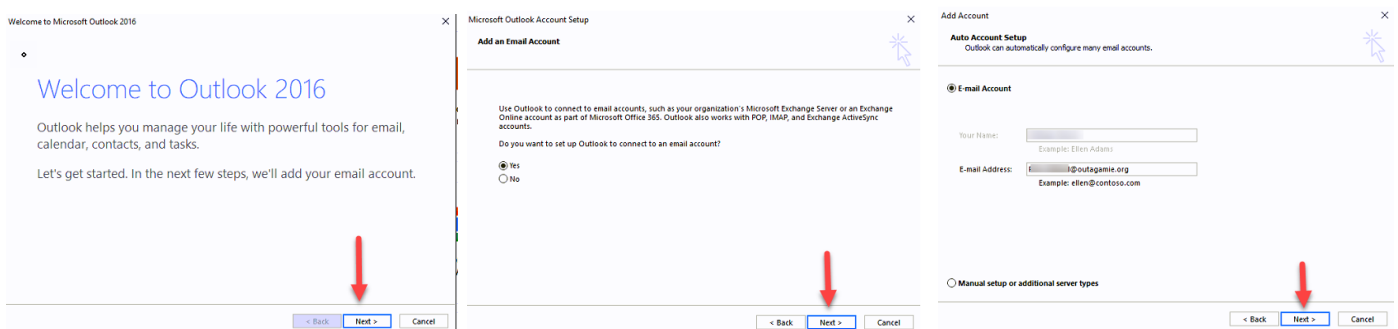 Welcome to Microsoft Outlook 2016
Welcome to Outlook 2016
Outlook helps you manage your life with powerful tools for email,
calendar, contacts, and tasks.
Let's get started. In the next few steps, we'll add your email account.
< Back Next > Cancel
Microsoft Outlook Account Setup
Add an Email Account
Use Outlook to connect to email accounts, such as your organization's Microsoft Exchange Server or an Exchange
Online account as part of Microsoft Office 365. Outlook also works with POP, IMAP, and Exchange ActiveSync
accounts.
Do you want to set up Outlook to connect to an email account?
Yes
No
< Back Next > Cancel
Add Account
Auto Account Setup
Outlook can automatically configure many email accounts.
E-mail Account
Your Name:
Example: Ellen Adams
E-mail Address: @outagamie.org
Example: ellen@contoso.com
Manual setup or additional server types
< Back Next > Cancel